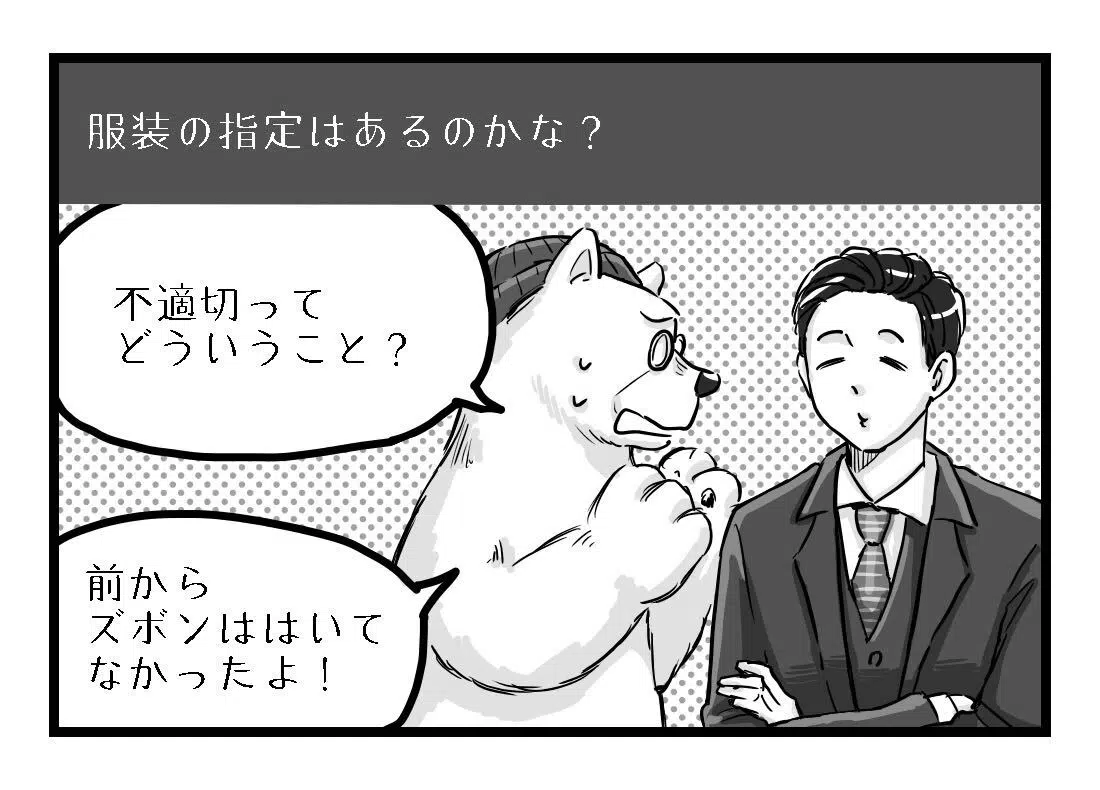 服装の指定はあるのかな？
不適切って
どういうこと？
前から
ズボンははいて
なかったよ！